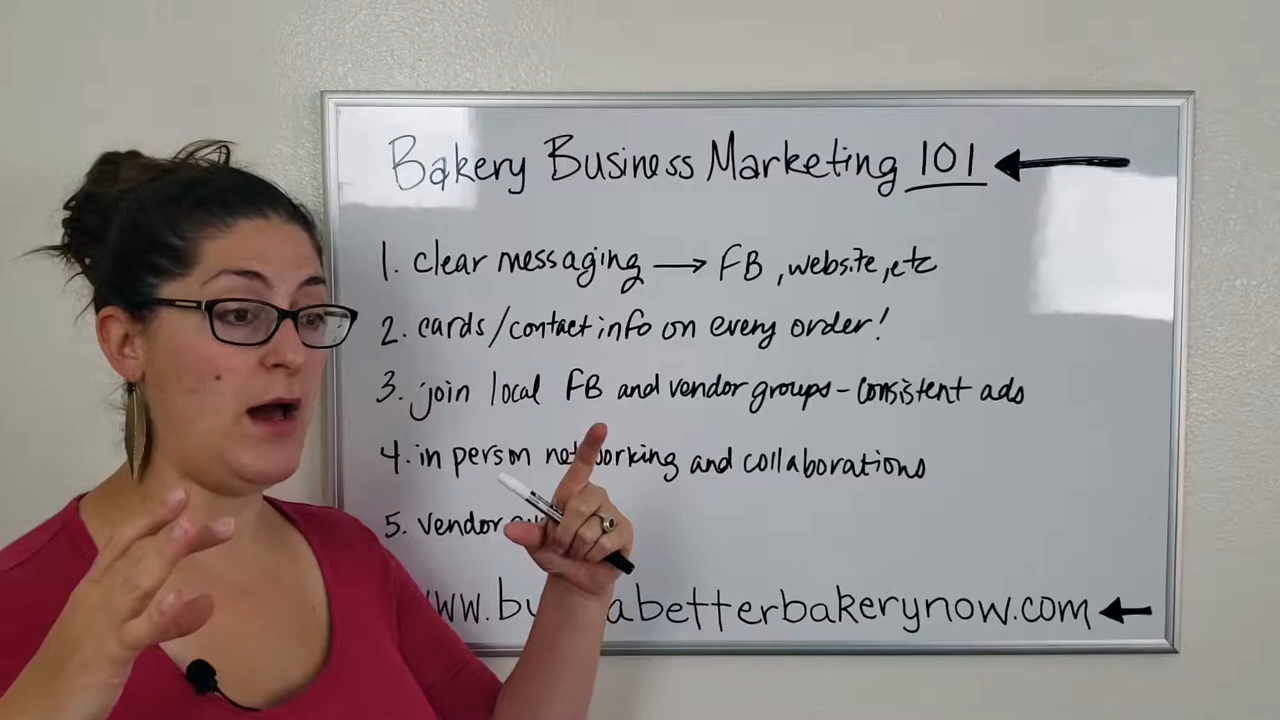 Bakery Business Marketing 101
1. clear messaging → FB, website, etc
2. cards/contact info on every order!
3. join local FB and vendor groups - consistent ads
4. in person networking and collaborations
5. vendor
abetterbakerynow.com